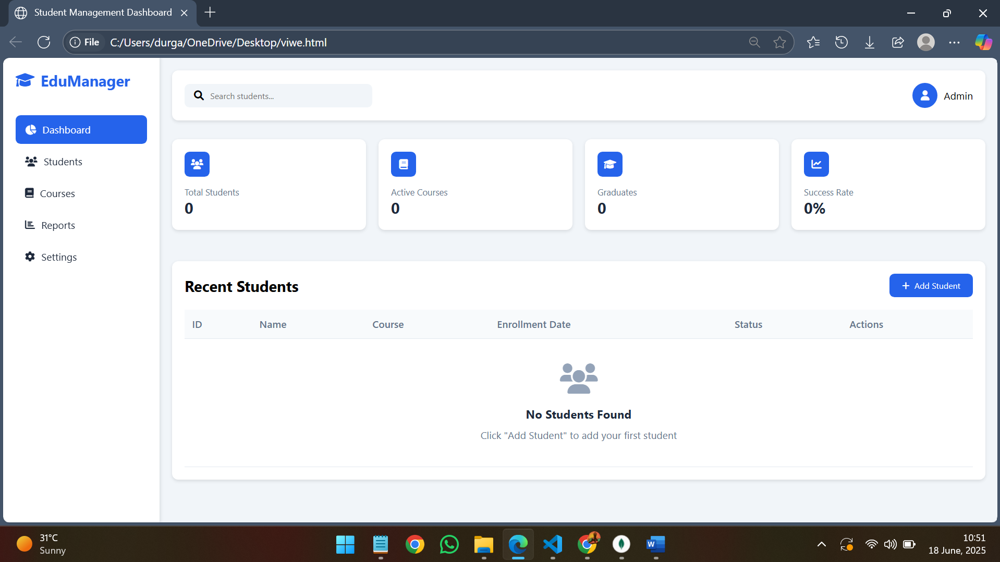 Student Management Dashboard
File C:/Users/durga/OneDrive/Desktop/viwe.html
EduManager
Dashboard
Students
Courses
Reports
Settings
Search students...
Admin
Total Students
0
Active Courses
0
Graduates
0
Success Rate
0%
Recent Students
+ Add Student
ID Name Course Enrollment Date Status Actions
No Students Found
Click "Add Student" to add your first student
31°C
Sunny
W
10:51
18 June, 2025